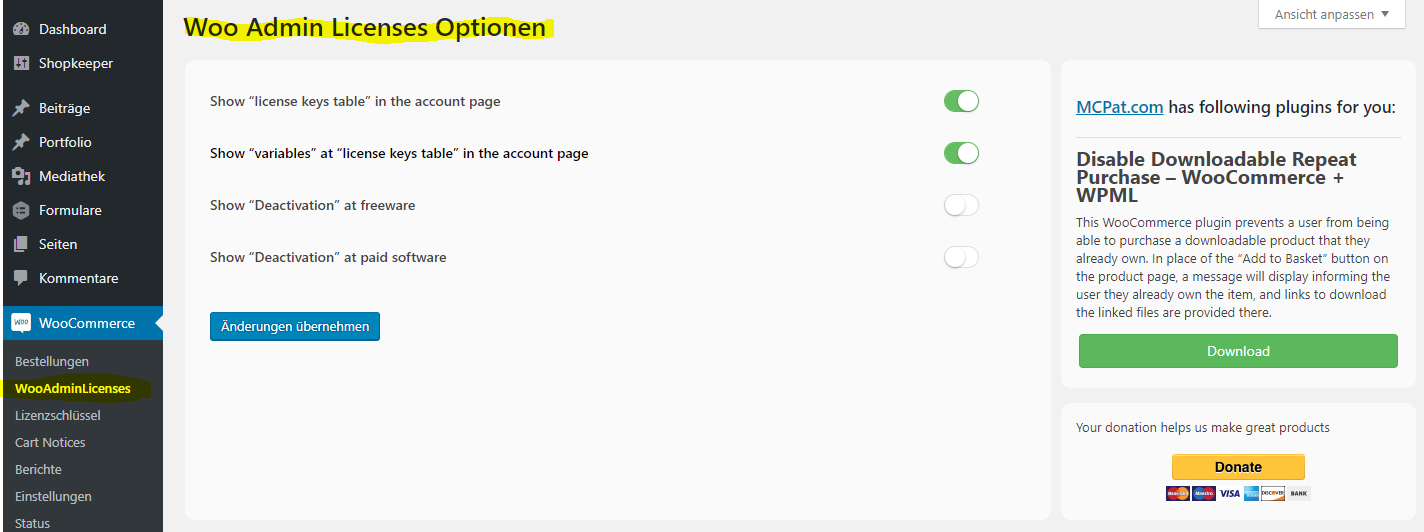 Dashboard
Shopkeeper
Beiträge
Portfolio
Mediathek
Formulare
Seiten
Kommentare
Woo
WooCommerce
Bestellungen
WooAdminLicenses
Lizenzschlüssel
Cart Notices
Berichte
Einstellungen
Status
Woo Admin Licenses Optionen
Ansicht anpassen
Show “license keys table” in the account page
Show “variables” at “license keys table” in the account page
Show “Deactivation” at freeware
Show “Deactivation” at paid software
Änderungen übernehmen
MCPat.com has following plugins for you:
Disable Downloadable Repeat
Purchase – WooCommerce +
WPML
This WooCommerce plugin prevents a user from being
able to purchase a downloadable product that they
already own. In place of the “Add to Basket” button on
the product page, a message will display informing the
user they already own the item, and links to download
the linked files are provided there.
Download
Your donation helps us make great products
Donate
MasterCard Maestro VISA DISCOVER BANK